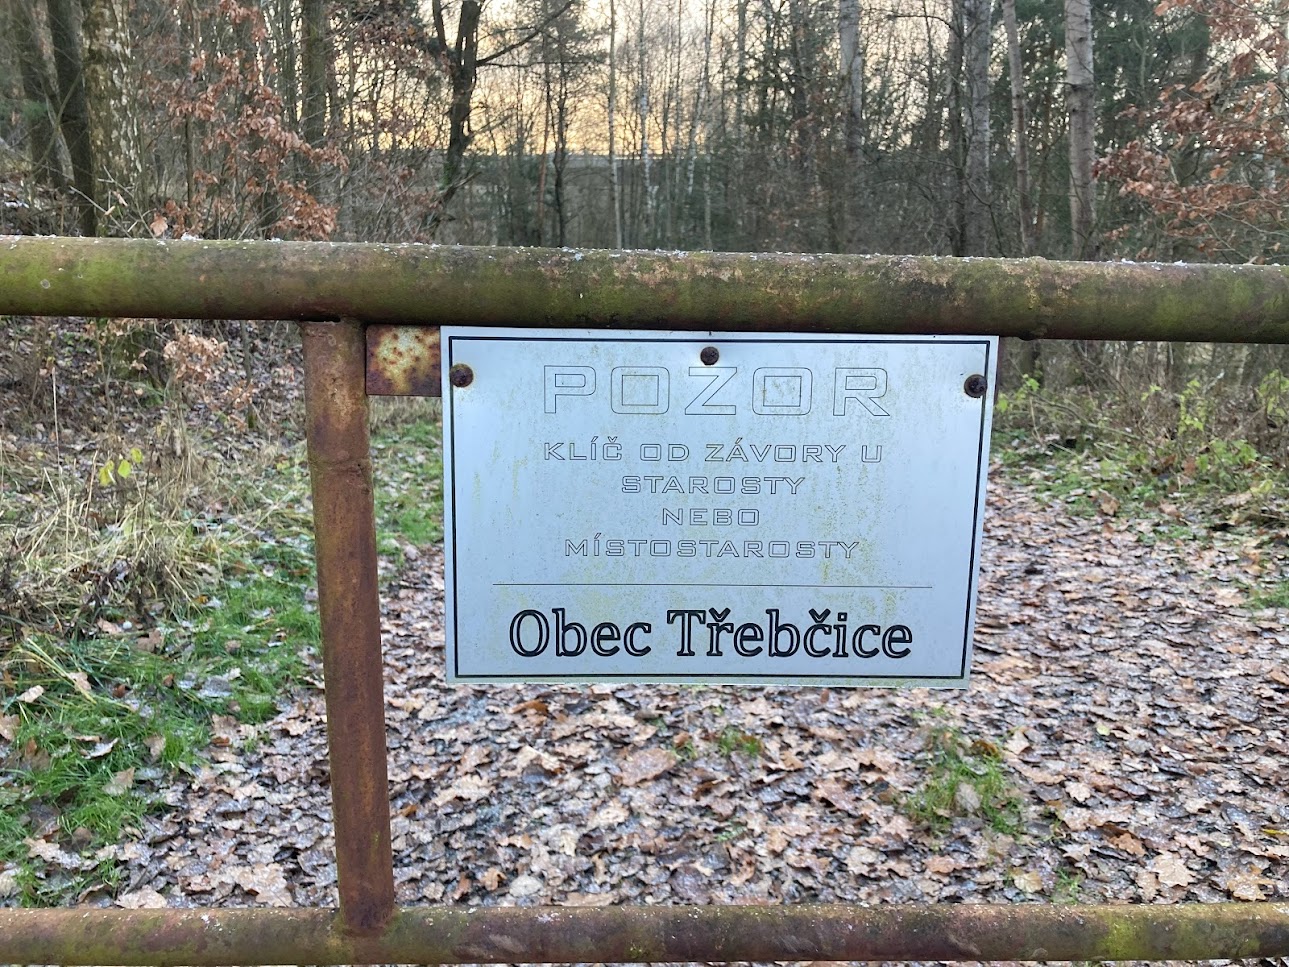 POZOR
KLÍČ OD ZÁVORY U
STAROSTY
NEBO
MÍSTOSTAROSTY
Obec Třebčice